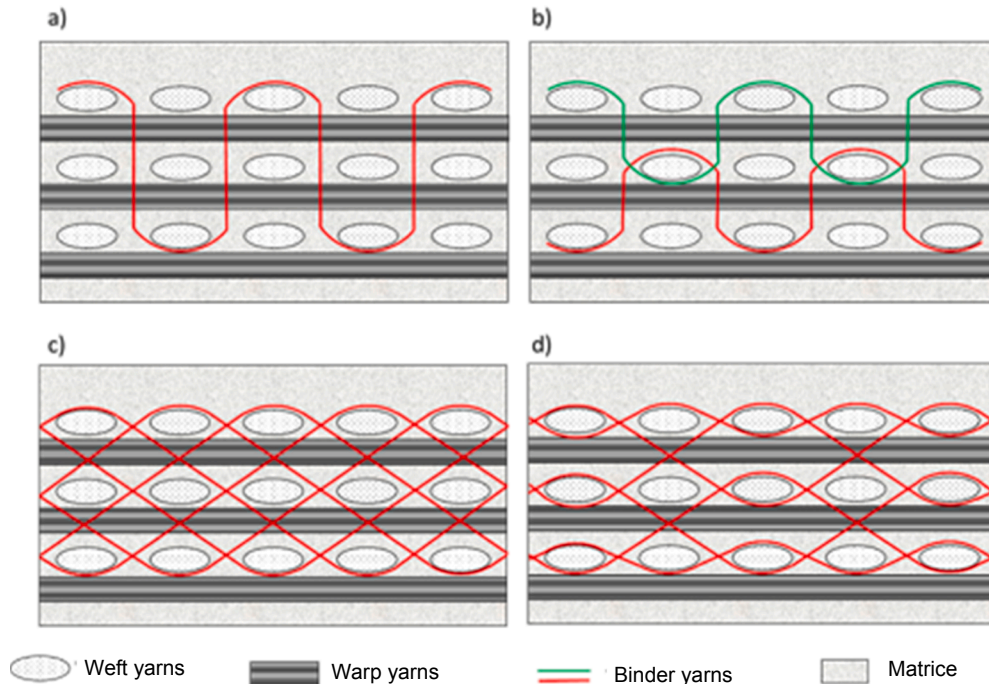 a)
b)
c)
d)
Weft yarns
Warp yarns
Binder yarns
Matrice